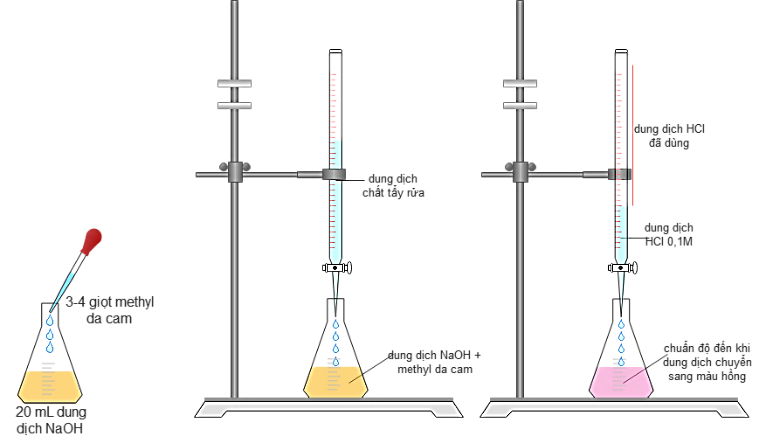 3-4 giọt methyl
da cam
20 mL dung
dịch NaOH
dung dịch
chất tẩy rửa
dung dịch NaOH +
methyl da cam
dung dịch HCl
đã dùng
dung dịch
HCl 0,1M
chuẩn độ đến khi
dung dịch chuyển
sang màu hồng